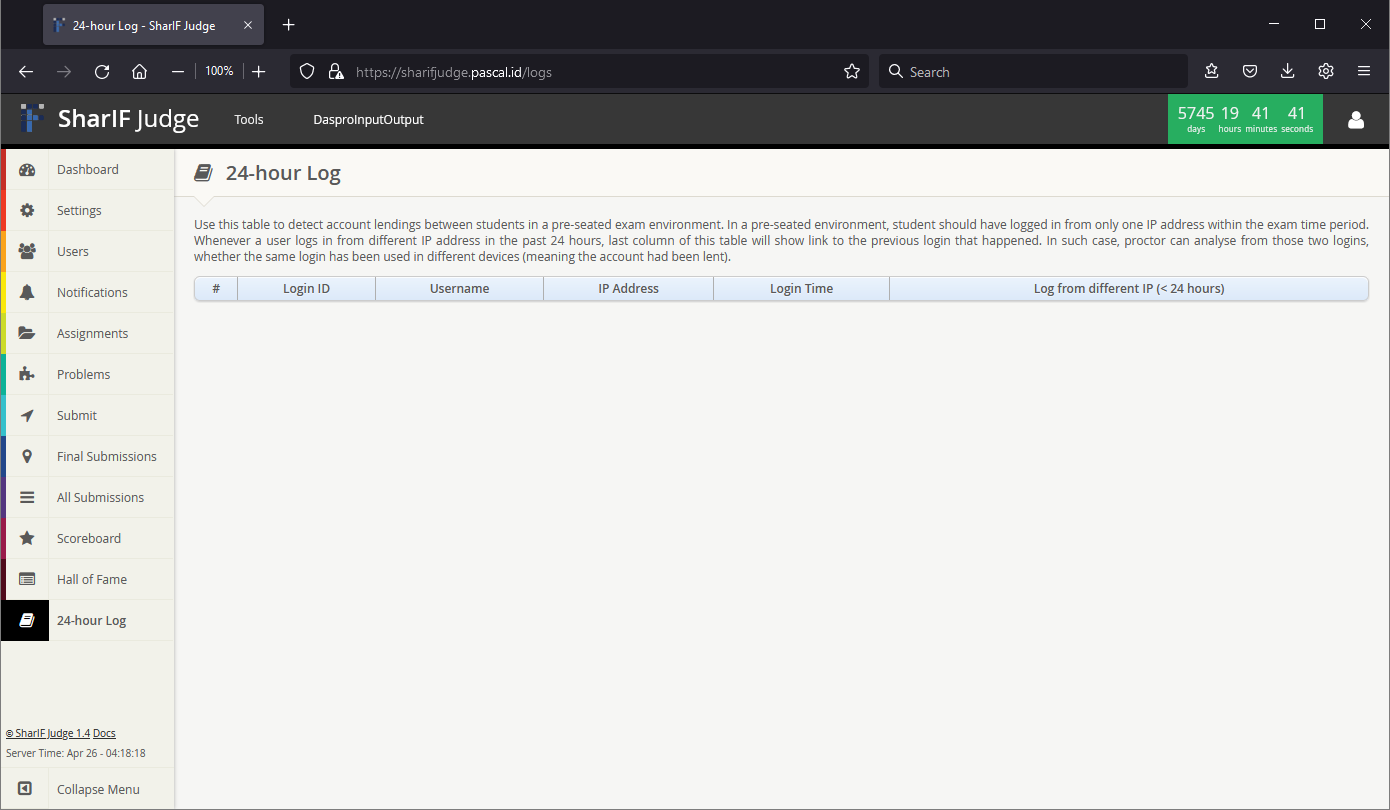 24-hour Log - SharIF Judge
100%
https://sharifjudge.pascal.id/logs
Search
SharIF Judge
Tools
DasproInputOutput
5745 19 41 41
days hours minutes seconds
Dashboard
Settings
Users
Notifications
Assignments
Problems
Submit
Final Submissions
All Submissions
Scoreboard
Hall of Fame
24-hour Log
© SharIF Judge 1.4 Docs
Server Time: Apr 26 - 04:18:18
Collapse Menu
24-hour Log
Use this table to detect account lendings between students in a pre-seated exam environment. In a pre-seated environment, student should have logged in from only one IP address within the exam time period.
Whenever a user logs in from different IP address in the past 24 hours, last column of this table will show link to the previous login that happened. In such case, proctor can analyse from those two logins,
whether the same login has been used in different devices (meaning the account had been lent).
# Login ID Username IP Address Login Time Log from different IP (< 24 hours)